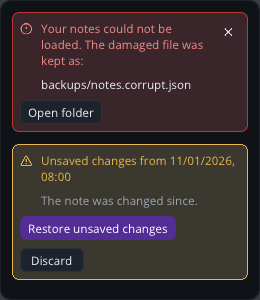 Your notes could not be
loaded. The damaged file was
kept as:
backups/notes.corrupt.json
Open folder
Unsaved changes from 11/01/2026,
08:00
The note was changed since.
Restore unsaved changes
Discard